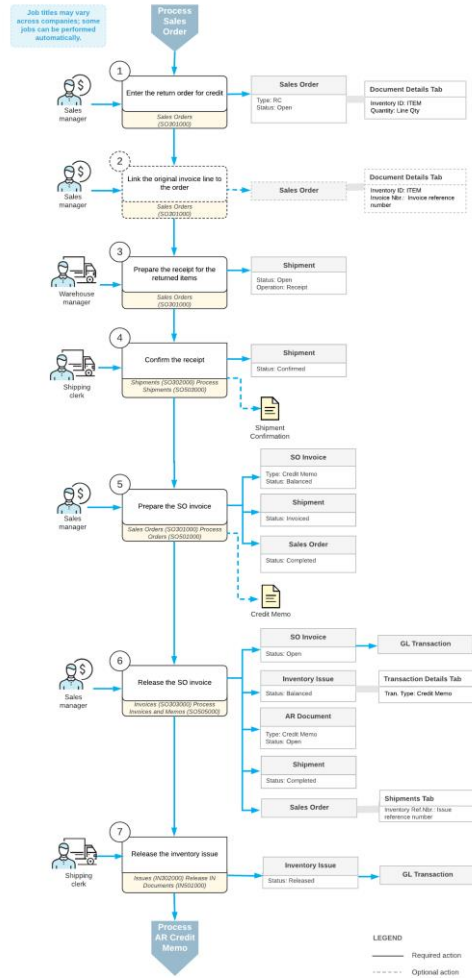 Job titles may vary
across companies; some
jobs can be performed
automatically.
Process
Sales
Order
1
Sales
manager
Enter the return order for credit
Sales Orders
(SO301000)
Sales Order
Type: RC
Status: Open
Document Details Tab
Inventory ID: ITEM
Quantity: Line Qty
2
Sales
manager
Link the original invoice line to
the order
Sales Orders
(SO301000)
Sales Order
Document Details Tab
Inventory ID: ITEM
Invoice Nbr.: Invoice reference
number
3
Warehouse
manager
Prepare the receipt for the
returned items
Sales Orders
(SO301000)
Shipment
Status: Open
Operation: Receipt
4
Shipping
clerk
Confirm the receipt
Shipments (SO302000) Process
Shipments (SO503000)
Shipment
Status: Confirmed
Shipment
Confirmation
5
Sales
manager
Prepare the SO invoice
Sales Orders (SO301000) Process
Orders (SO501000)
SO Invoice
Type: Credit Memo
Status: Balanced
Shipment
Status: Invoiced
Sales Order
Status: Completed
Credit Memo
6
Sales
manager
Release the SO invoice
Invoices (SO303000) Process
Invoices and Memos (SO505000)
SO Invoice
Status: Open
GL Transaction
Inventory Issue
Status: Balanced
Transaction Details Tab
Tran. Type: Credit Memo
AR Document
Type: Credit Memo
Status: Open
Shipment
Status: Completed
Sales Order
Shipments Tab
Inventory Ref.Nbr.: Issue
reference number
7
Shipping
clerk
Release the inventory issue
Issues (IN302000) Release IN
Documents (IN501000)
Inventory Issue
Status: Released
GL Transaction
Process
AR Credit
Memo
LEGEND
Required action
Optional action